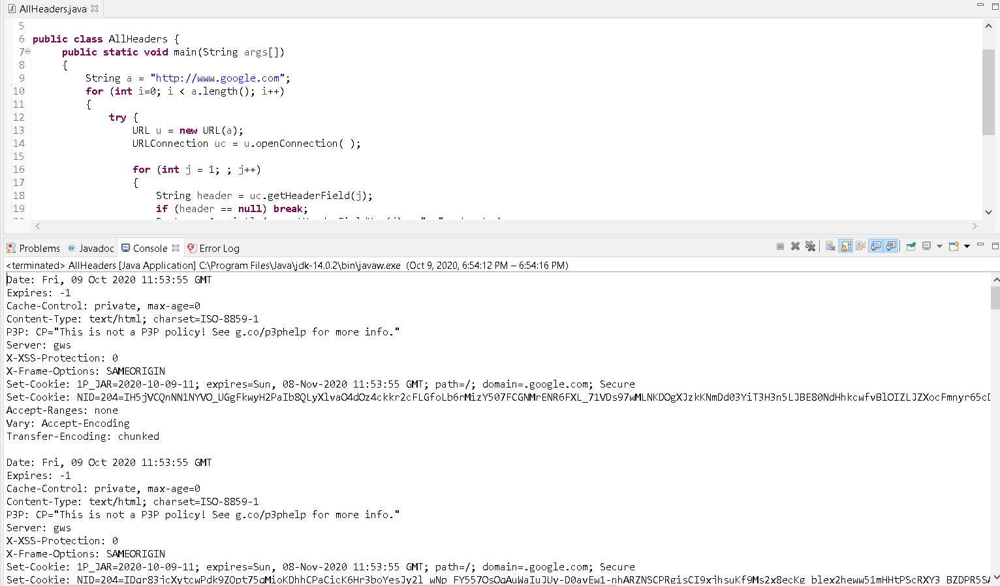 AllHeaders.java
5
6 public class AllHeaders {
7 public static void main(String args[])
8 {
9 String a = "http://www.google.com";
10 for (int i=0; i < a.length(); i++)
11 {
12 try {
13 URL u = new URL(a);
14 URLConnection uc = u.openConnection( );
15
16 for (int j = 1; ; j++)
17 {
18 String header = uc.getHeaderField(j);
19 if (header == null) break;
Problems @ Javadoc Console Error Log
<terminated> AllHeaders [Java Application] C:\Program Files\Java\jdk-14.0.2\bin\javaw.exe (Oct 9, 2020, 6:54:12 PM – 6:54:16 PM)
Date: Fri, 09 Oct 2020 11:53:55 GMT
Expires: -1
Cache-Control: private, max-age=0
Content-Type: text/html; charset=ISO-8859-1
P3P: CP="This is not a P3P policy! See g.co/p3phelp for more info."
Server: gws
X-XSS-Protection: 0
X-Frame-Options: SAMEORIGIN
Set-Cookie: 1P_JAR=2020-10-09-11; expires=Sun, 08-Nov-2020 11:53:55 GMT; path=/; domain=.google.com; Secure
Set-Cookie:
Accept-Ranges: none
Vary: Accept-Encoding
Transfer-Encoding: chunked
Date: Fri, 09 Oct 2020 11:53:55 GMT
Expires: -1
Cache-Control: private, max-age=0
Content-Type: text/html; charset=ISO-8859-1
P3P: CP="This is not a P3P policy! See g.co/p3phelp for more info."
Server: gws
X-XSS-Protection: 0
X-Frame-Options: SAMEORIGIN
Set-Cookie: 1P_JAR=2020-10-09-11; expires=Sun, 08-Nov-2020 11:53:55 GMT; path=/; domain=.google.com; Secure
Set-Cookie: